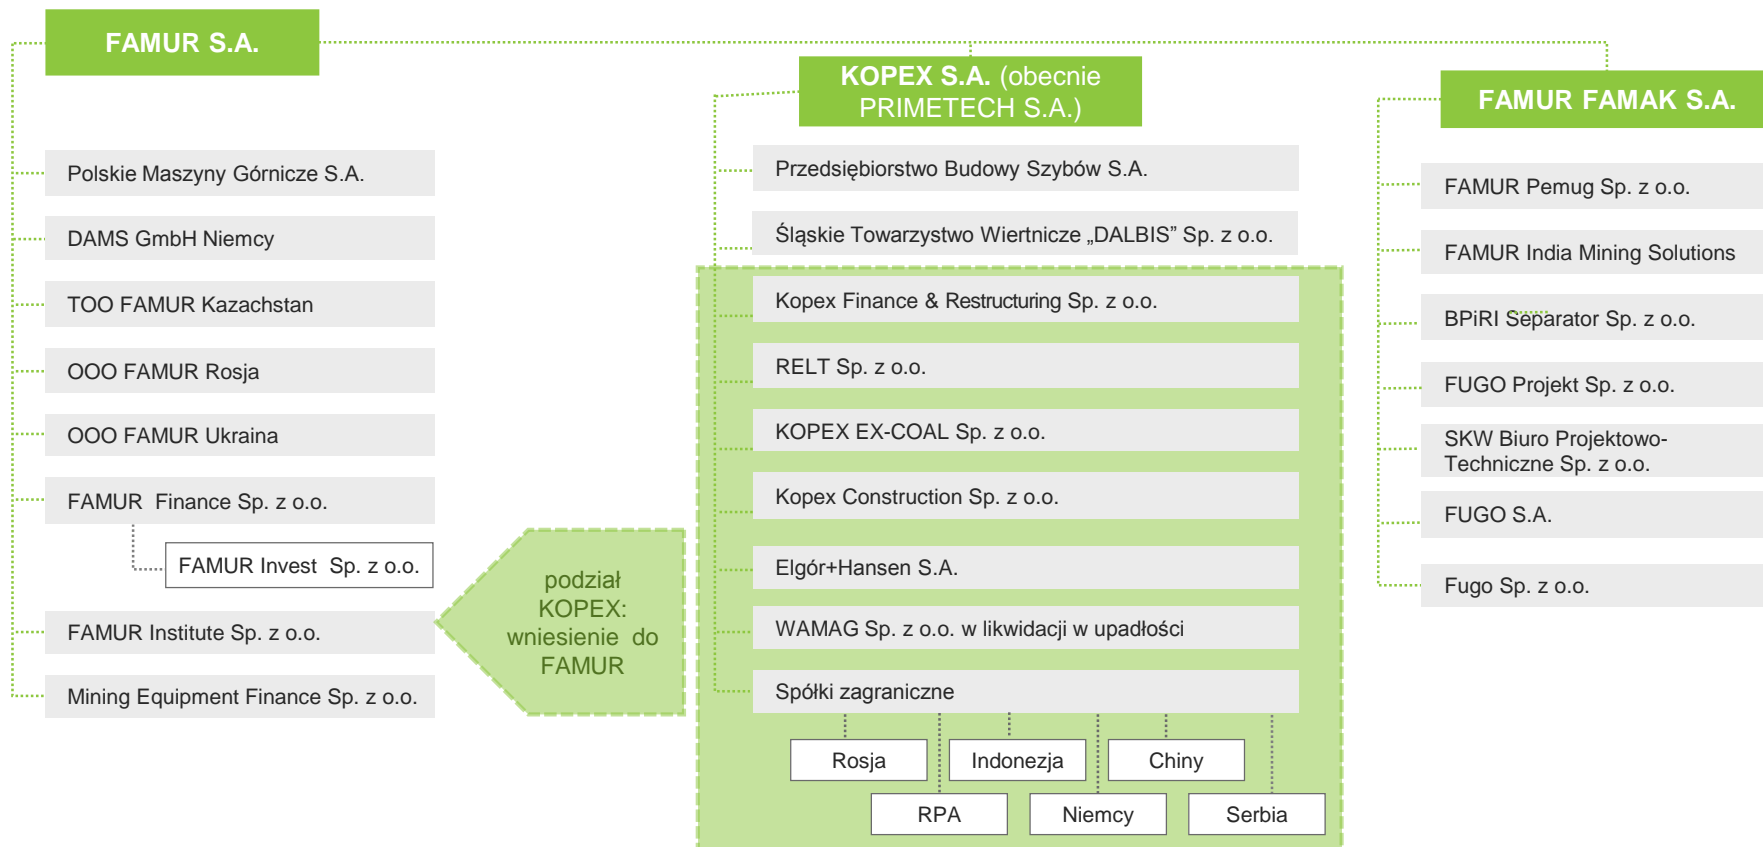 FAMUR S.A.
KOPEX S.A. (obecnie
PRIMETECH S.A.)
FAMUR FAMAK S.A.
Polskie Maszyny Górnicze S.A.
DAMS GmbH Niemcy
TOO FAMUR Kazachstan
OOO FAMUR Rosja
OOO FAMUR Ukraina
FAMUR Finance Sp. z o.o.
FAMUR Invest Sp. z o.o.
FAMUR Institute Sp. z o.o.
Mining Equipment Finance Sp. z o.o.
podział
KOPEX:
wniesienie do
FAMUR
Przedsiębiorstwo Budowy Szybów S.A.
Śląskie Towarzystwo Wiertnicze „DALBIS” Sp. z o.o.
Kopex Finance & Restructuring Sp. z o.o.
RELT Sp. z o.o.
KOPEX EX-COAL Sp. z o.o.
Kopex Construction Sp. z o.o.
Elgór+Hansen S.A.
WAMAG Sp. z o.o. w likwidacji w upadłości
Spółki zagraniczne
Rosja
Indonezja
Chiny
RPA
Niemcy
Serbia
FAMUR Pemug Sp. z o.o.
FAMUR India Mining Solutions
BPiRI Separator Sp. z o.o.
FUGO Projekt Sp. z o.o.
SKW Biuro Projektowo-
Techniczne Sp. z o.o.
FUGO S.A.
Fugo Sp. z o.o.